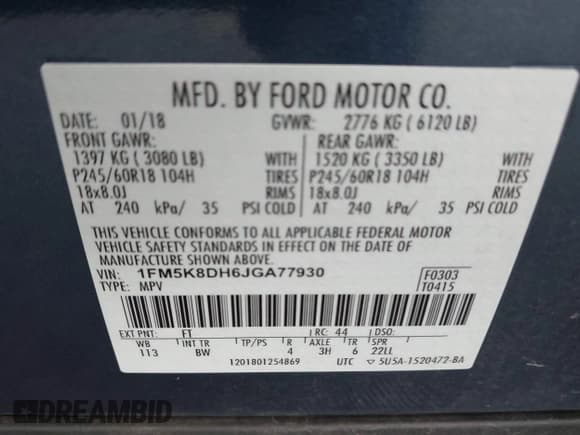 MFD. BY FORD MOTOR CO.
DATE: 01/18 GVWR: 2776 KG ( 6120 LB)
FRONT GAWR: REAR GAWR:
1397 KG ( 3080 LB) WITH 1520 KG ( 3350 LB) WITH
P245/60R18 104H TIRES P245/60R18 104H TIRES
18x8.0J RIMS 18x8.0J RIMS
AT 240 kPa/ 35 PSI COLD AT 240 kPa/ 35 PSI COLD
THIS VEHICLE CONFORMS TO ALL APPLICABLE FEDERAL MOTOR
VEHICLE SAFETY STANDARDS IN EFFECT ON THE DATE OF MANUFACTURE
SHOWN ABOVE.
VIN: 1FM5K8DH6JGA77930 F0303
TYPE: MPV T0415
EXT PNT: FT RC: 44 DSO:
WB INT TR TP/PS R AXLE TR SPR
113 BW 4 3H 6 22LL
1201801254869 UTC ▽ 5U5A-1520472-BA
DREAMBID